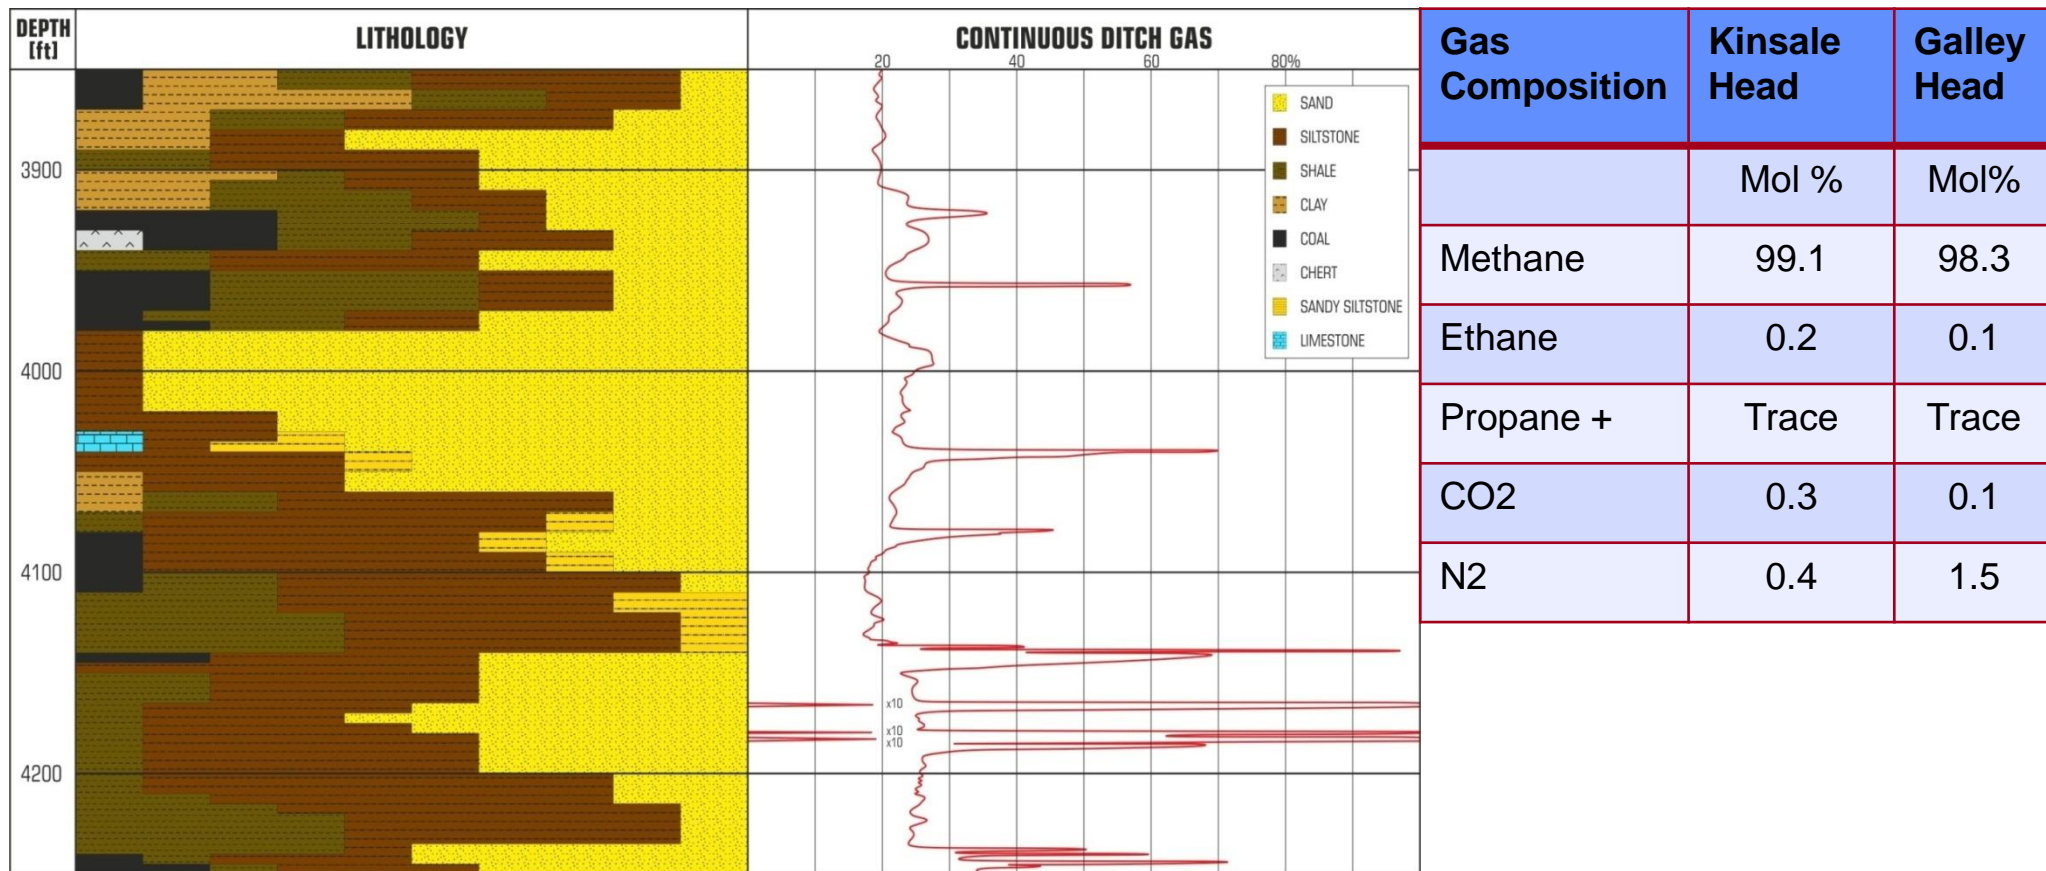 DEPTH
[ft]
LITHOLOGY
CONTINUOUS DITCH GAS
20 40 60 80%
SAND
SILTSTONE
SHALE
CLAY
COAL
CHERT
SANDY SILTSTONE
LIMESTONE
3900
4000
4100
4200
x10
x10
x10
Gas
Composition
Kinsale
Head
Galley
Head
Mol % Mol%
Methane 99.1 98.3
Ethane 0.2 0.1
Propane + Trace Trace
CO2 0.3 0.1
N2 0.4 1.5